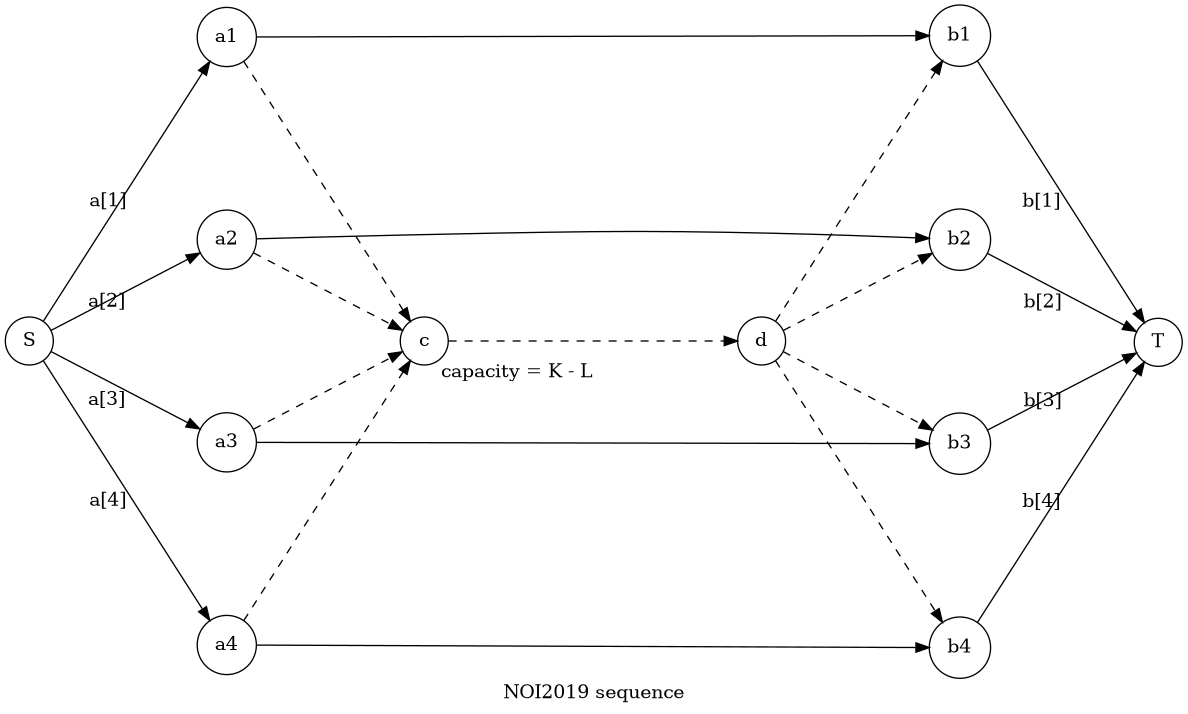 a1
b1
a[1]
b[1]
a2
b2
a[2]
b[2]
S
c
d
T
capacity = K - L
a[3]
b[3]
a3
b3
a[4]
b[4]
a4
b4
NOI2019 sequence